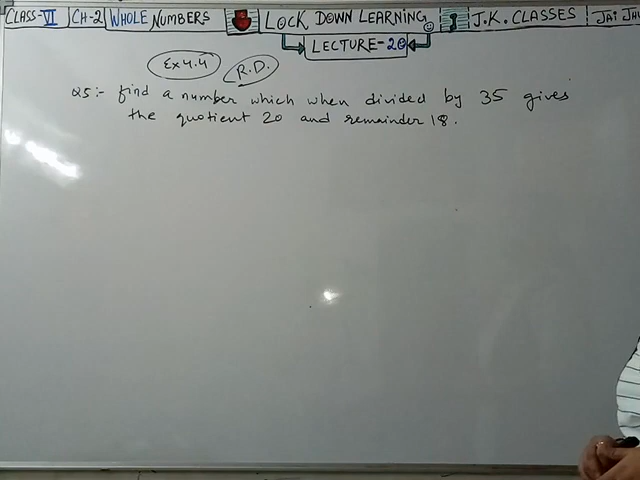 CLASS-VI CH-2 WHOLE NUMBERS LOCK DOWN LEARNING J.K. CLASSES JAI
LECTURE-20
Ex 4.4 R.D.
Q5:- find a number which when divided by 35 gives
the quotient 20 and remainder 18.